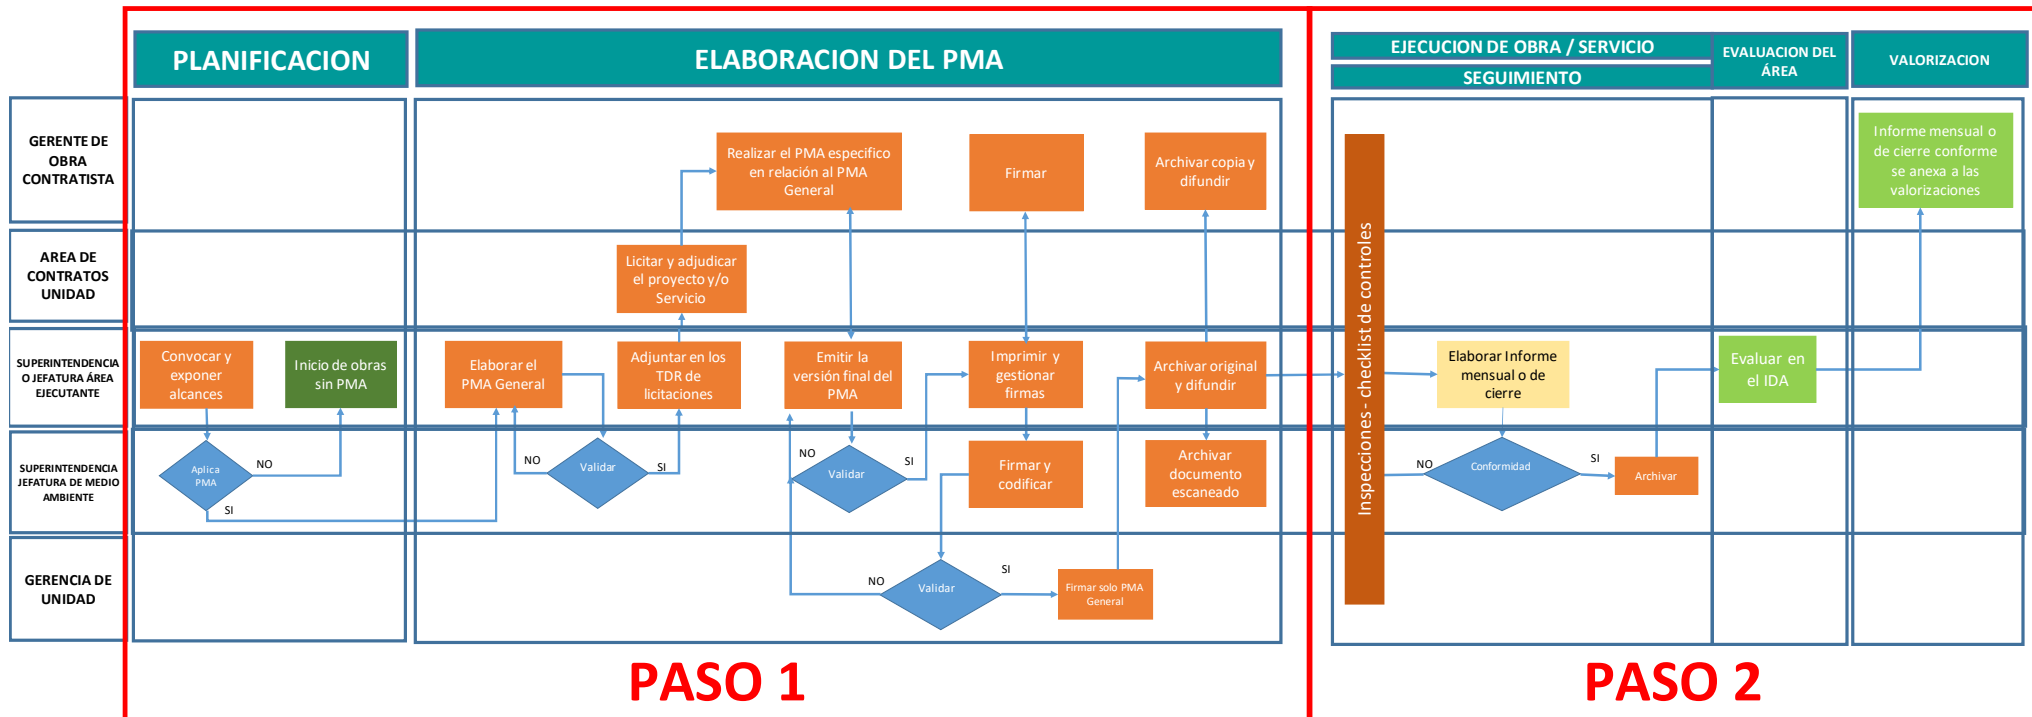 PLANIFICACION
ELABORACION DEL PMA
EJECUCION DE OBRA / SERVICIO
SEGUIMIENTO
EVALUACION DEL
ÁREA
VALORIZACION
GERENTE DE
OBRA
CONTRATISTA
Realizar el PMA especifico
en relación al PMA
General
Firmar
Archivar copia y
difundir
Informe mensual o
de cierre conforme
se anexa a las
valorizaciones
AREA DE
CONTRATOS
UNIDAD
Licitar y adjudicar
el proyecto y/o
Servicio
Inspecciones - checklist de controles
SUPERINTENDENCIA
O JEFATURA ÁREA
EJECUTANTE
Convocar y
exponer
alcances
Inicio de obras
sin PMA
Elaborar el
PMA General
Adjuntar en los
TDR de
licitaciones
Emitir la
versión final del
PMA
Imprimir y
gestionar
firmas
Archivar original
y difundir
Elaborar Informe
mensual o de
cierre
Evaluar en
el IDA
SUPERINTENDENCIA
JEFATURA DE MEDIO
AMBIENTE
Aplica
PMA
NO
SI
NO
Validar
SI
NO
Validar
SI
Firmar y
codificar
Archivar
documento
escaneado
NO
Conformidad
SI
Archivar
GERENCIA DE
UNIDAD
NO
Validar
SI
Firmar solo PMA
General
PASO 1
PASO 2